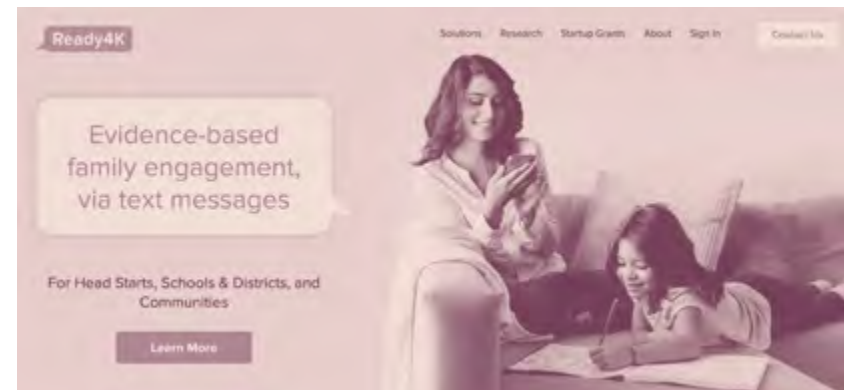 Ready4K
Solutions Research Startup Grants About Sign In Contact Us
Evidence-based
family engagement,
via text messages
For Head Starts, Schools & Districts, and
Communities
Learn More